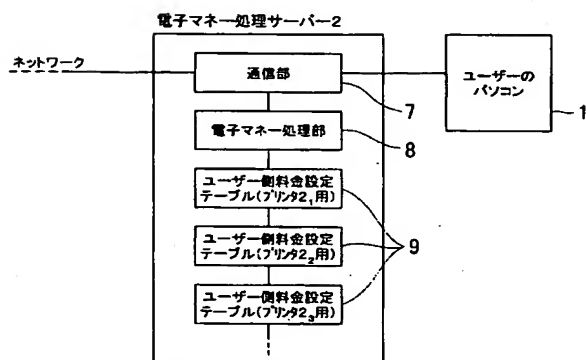 電子マネー処理サーバー2
ネットワーク
通信部
ユーザーの
パソコン
7
1
電子マネー処理部
8
ユーザー側料金設定
テーブル(プリンタ2₁用)
ユーザー側料金設定
テーブル(プリンタ2₂用)
9
ユーザー側料金設定
テーブル(プリンタ2₃用)